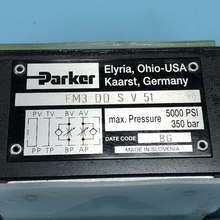 Parker
Elyria, Ohio-USA
Kaarst, Germany
FM3 DD S V 51
PV TV BV AV
max. Pressure 5000 PSI
350 bar
PP TP BP AP
DATE CODE BG
MADE IN SLOVENIA